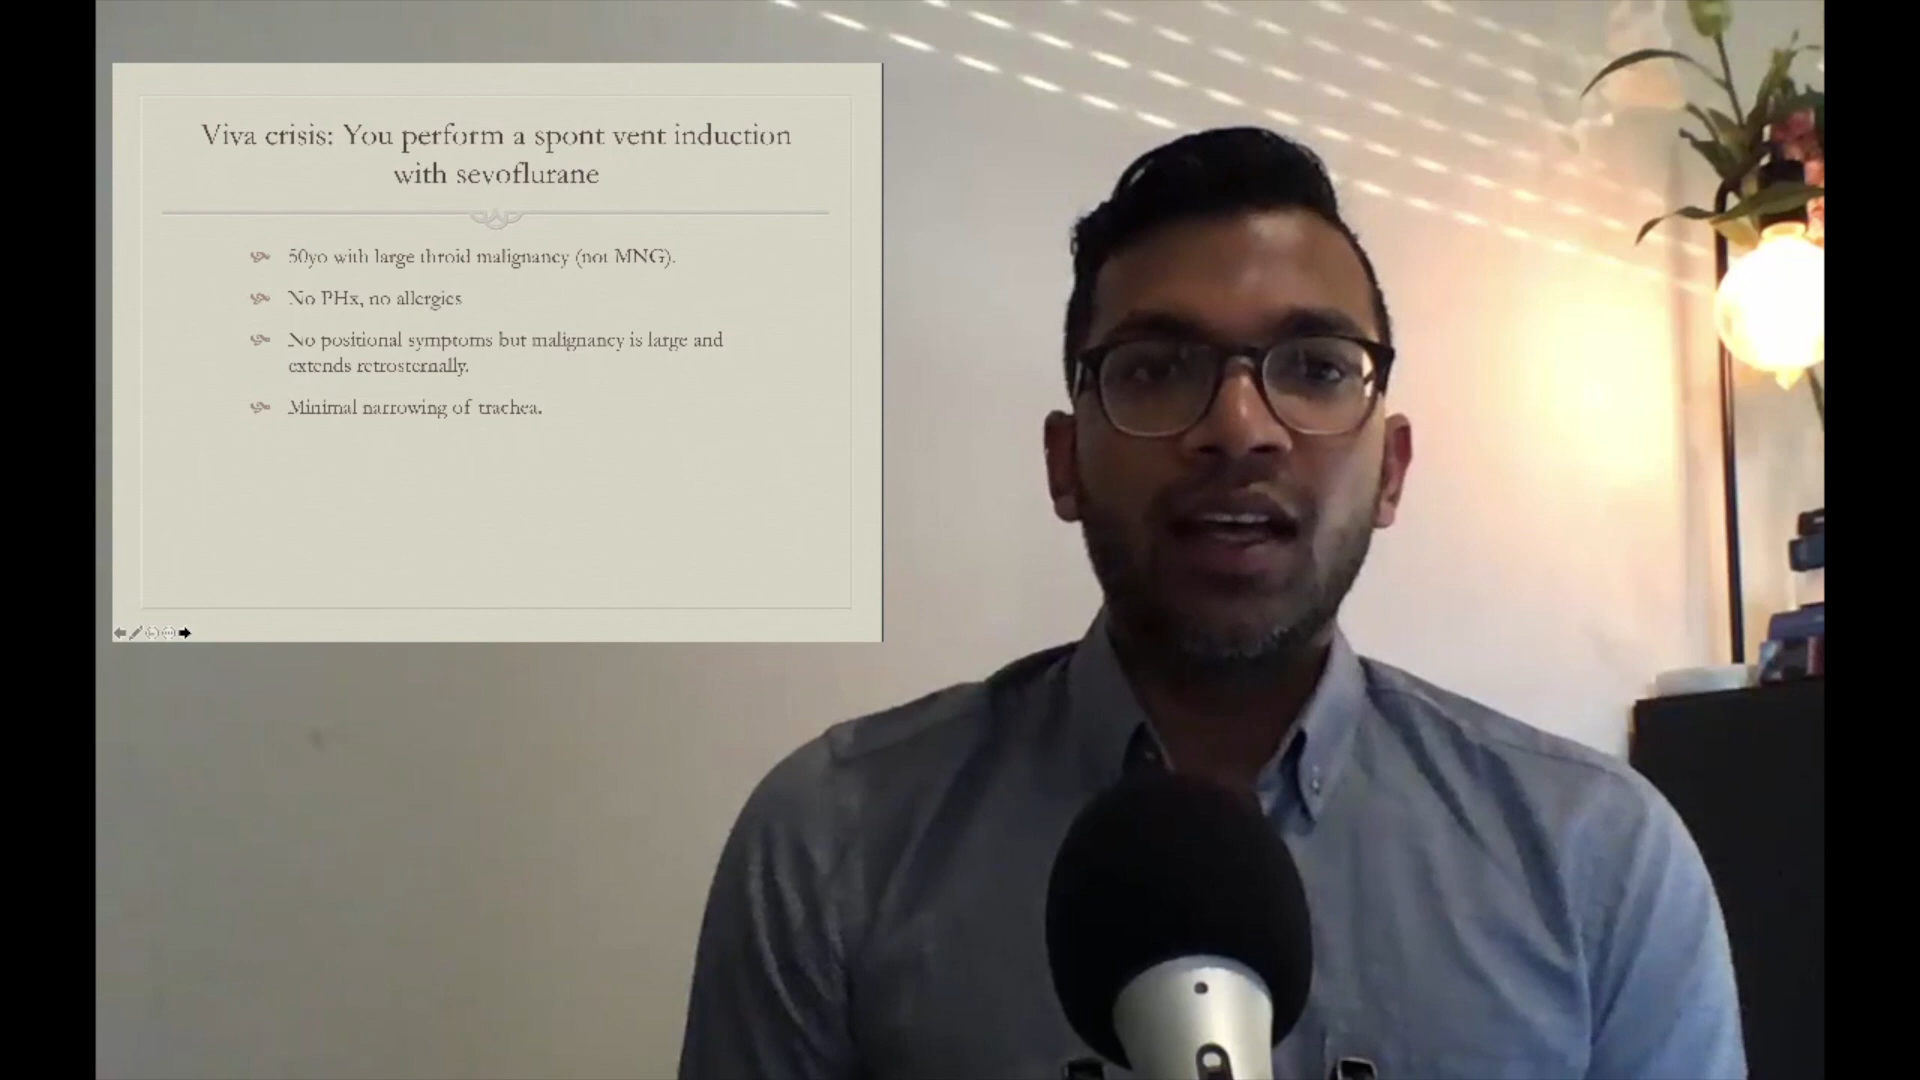 Viva crisis: You perform a spont vent induction
with sevoflurane
50yo with large throid malignancy (not MNG).
No PHx, no allergies
No positional symptoms but malignancy is large and
extends retrosternally.
Minimal narrowing of trachea.